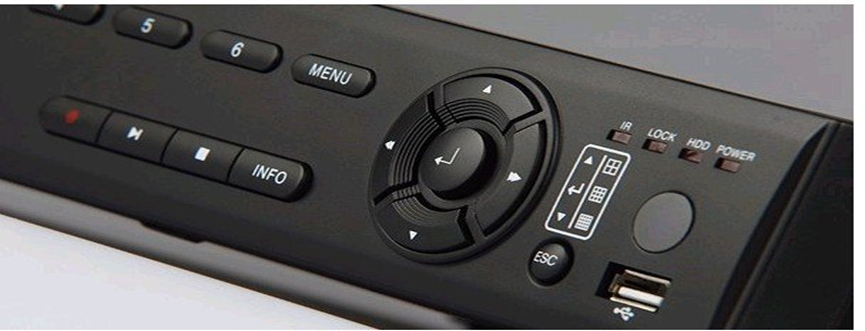 5
6
MENU
INFO
IR LOCK HDD POWER
ESC